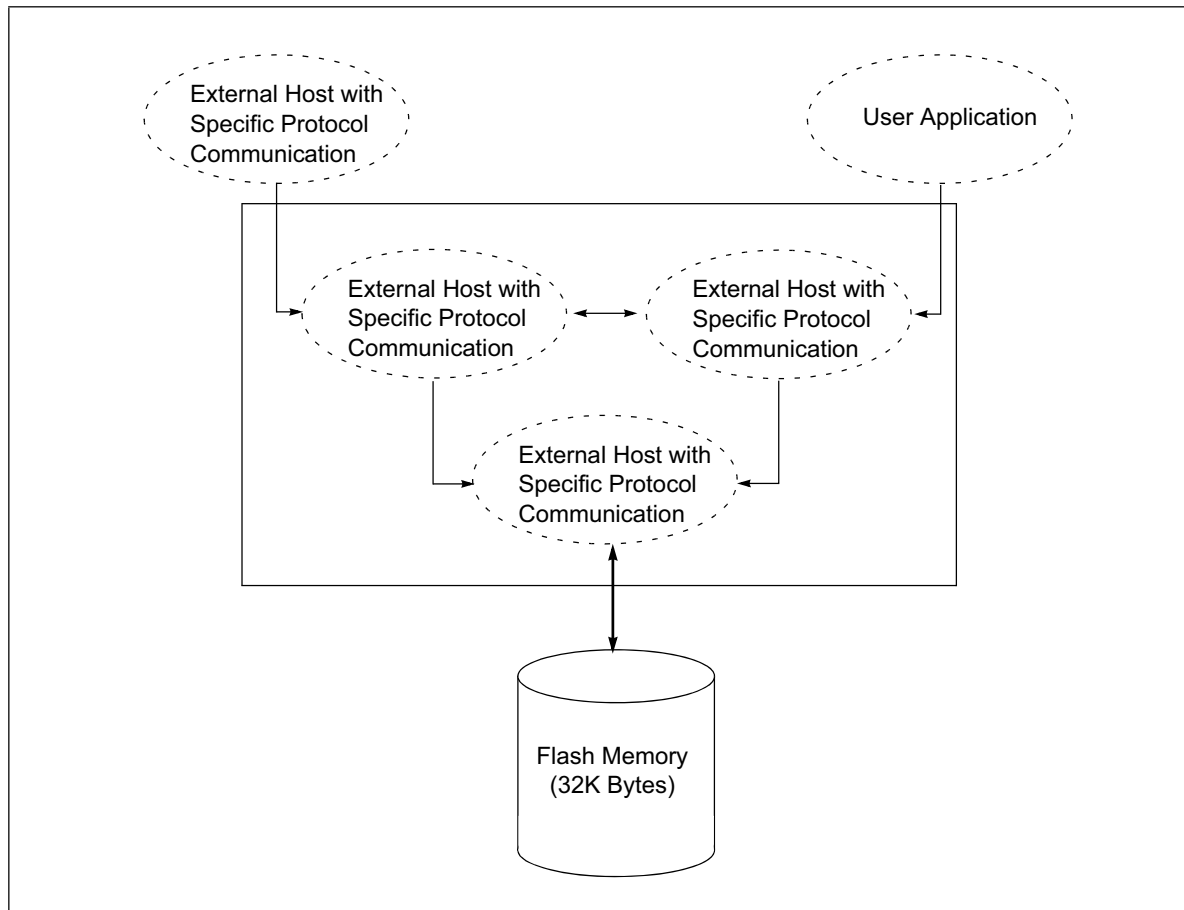 External Host with
Specific Protocol
Communication
User Application
External Host with
Specific Protocol
Communication
External Host with
Specific Protocol
Communication
External Host with
Specific Protocol
Communication
Flash Memory
(32K Bytes)